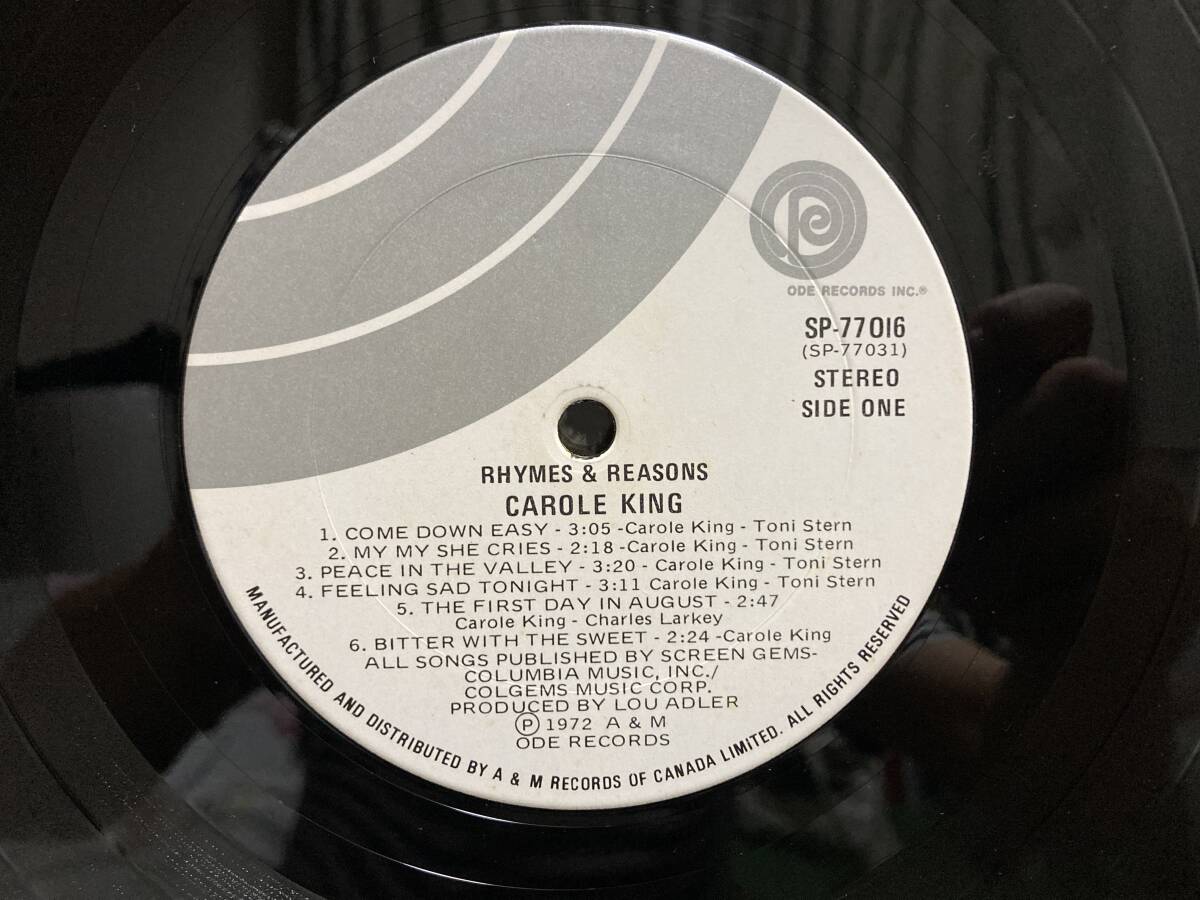 ODE RECORDS INC.®
SP-77016
(SP-77031)
STEREO
SIDE ONE
RHYMES & REASONS
CAROLE KING
1. COME DOWN EASY - 3:05 -Carole King - Toni Stern
2. MY MY SHE CRIES - 2:18 -Carole King - Toni Stern
3. PEACE IN THE VALLEY - 3:20 - Carole King - Toni Stern
4. FEELING SAD TONIGHT - 3:11 Carole King - Toni Stern
5. THE FIRST DAY IN AUGUST - 2:47
Carole King - Charles Larkey
6. BITTER WITH THE SWEET - 2:24 -Carole King
ALL SONGS PUBLISHED BY SCREEN GEMS-
COLUMBIA MUSIC, INC./
COLGEMS MUSIC CORP.
PRODUCED BY LOU ADLER
℗ 1972 A & M
ODE RECORDS
MANUFACTURED AND DISTRIBUTED BY A & M RECORDS OF CANADA LIMITED. ALL RIGHTS RESERVED